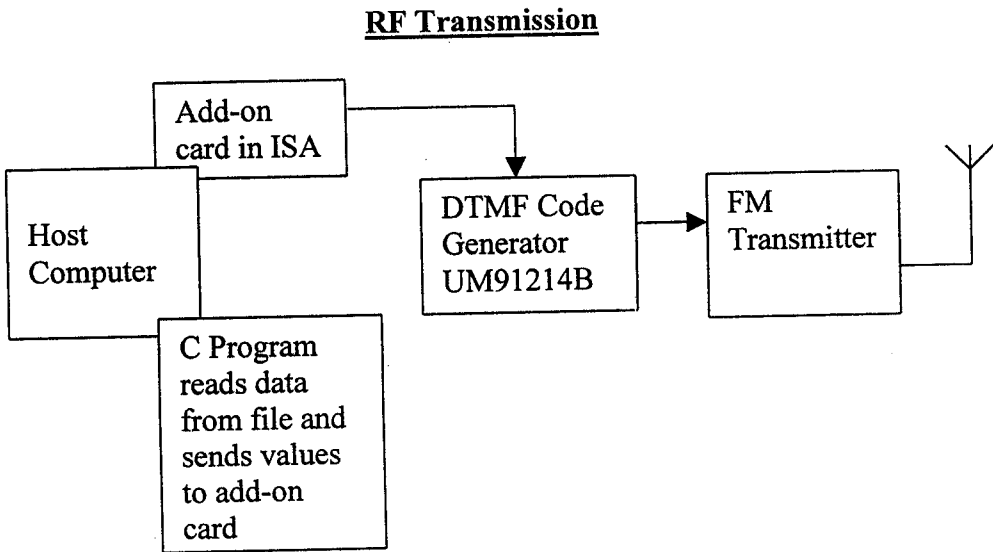 RF Transmission
Add-on
card in ISA
Host
Computer
DTMF Code
Generator
UM91214B
FM
Transmitter
C Program
reads data
from file and
sends values
to add-on
card